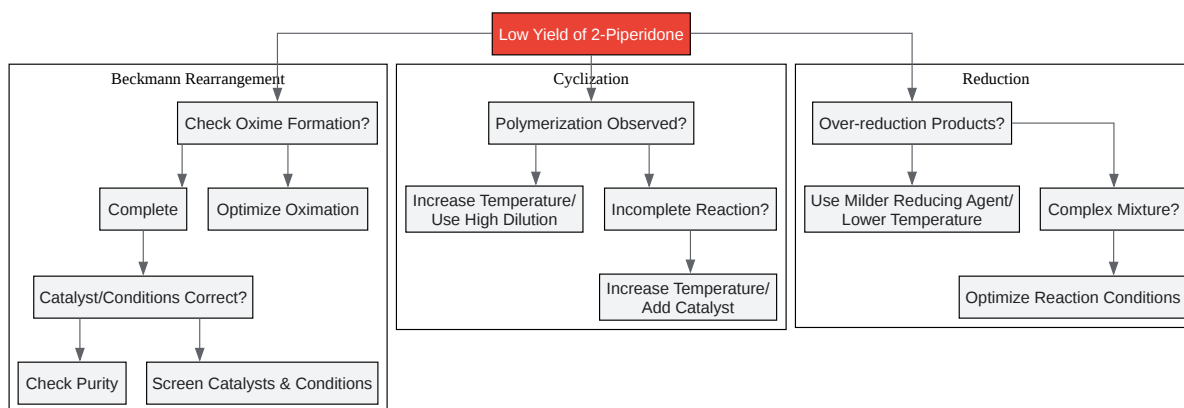 Low Yield of 2-Piperidone
Beckmann Rearrangement
Check Oxime Formation?
Complete
Optimize Oximation
Catalyst/Conditions Correct?
Check Purity
Screen Catalysts & Conditions
Cyclization
Polymerization Observed?
Increase Temperature/
Use High Dilution
Incomplete Reaction?
Increase Temperature/
Add Catalyst
Reduction
Over-reduction Products?
Use Milder Reducing Agent/
Lower Temperature
Complex Mixture?
Optimize Reaction Conditions